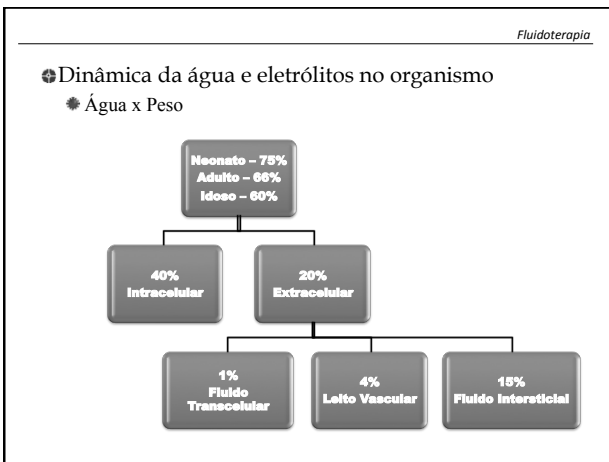 Fluidoterapia
Dinâmica da água e eletrólitos no organismo
Água x Peso
Neonato – 75%
Adulto – 66%
Idoso – 60%
40%
Intracelular
20%
Extracelular
1%
Fluido
Transcelular
4%
Leito Vascular
15%
Fluido Intersticial